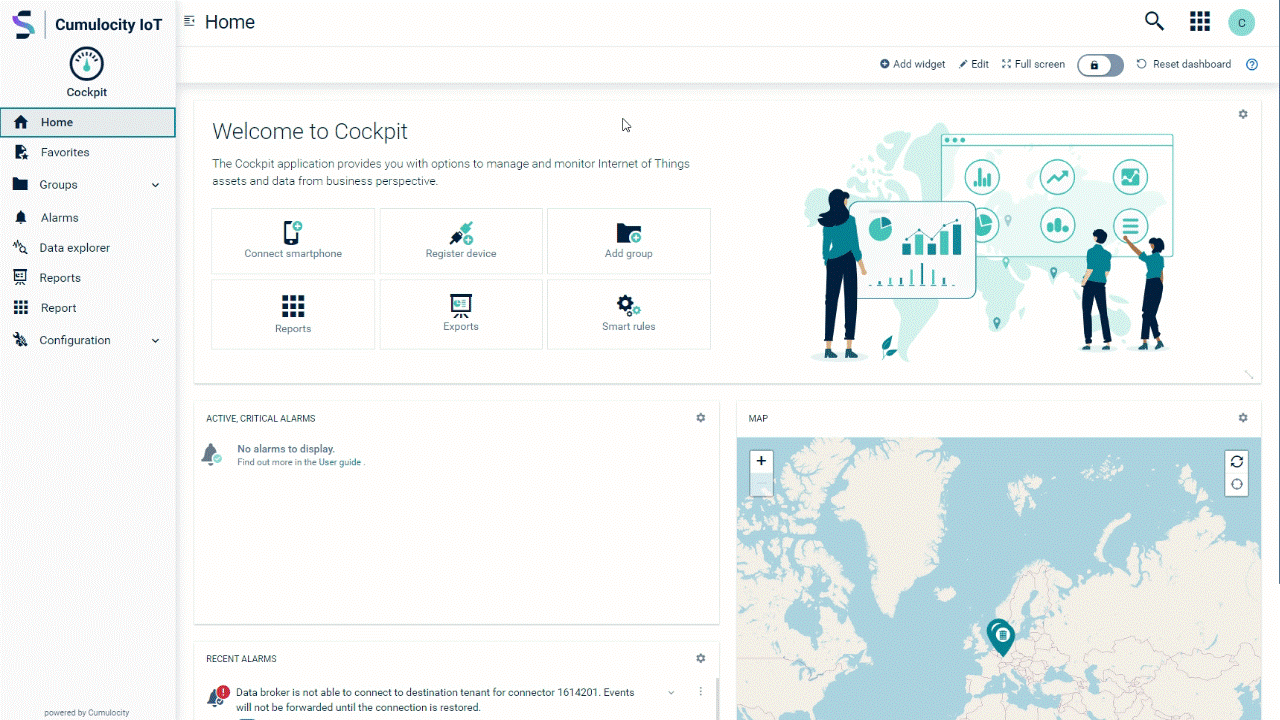 Cumulocity IoT
Home
C
Cockpit
Add widget
Edit
Full screen
Reset dashboard
Home
Favorites
Groups
Alarms
Data explorer
Reports
Report
Configuration
powered by Cumulocity
Welcome to Cockpit
The Cockpit application provides you with options to manage and monitor Internet of Things
assets and data from business perspective.
Connect smartphone
Register device
Add group
Reports
Exports
Smart rules
ACTIVE, CRITICAL ALARMS
No alarms to display.
Find out more in the User guide .
MAP
+
RECENT ALARMS
Data broker is not able to connect to destination tenant for connector 1614201. Events
will not be forwarded until the connection is restored.